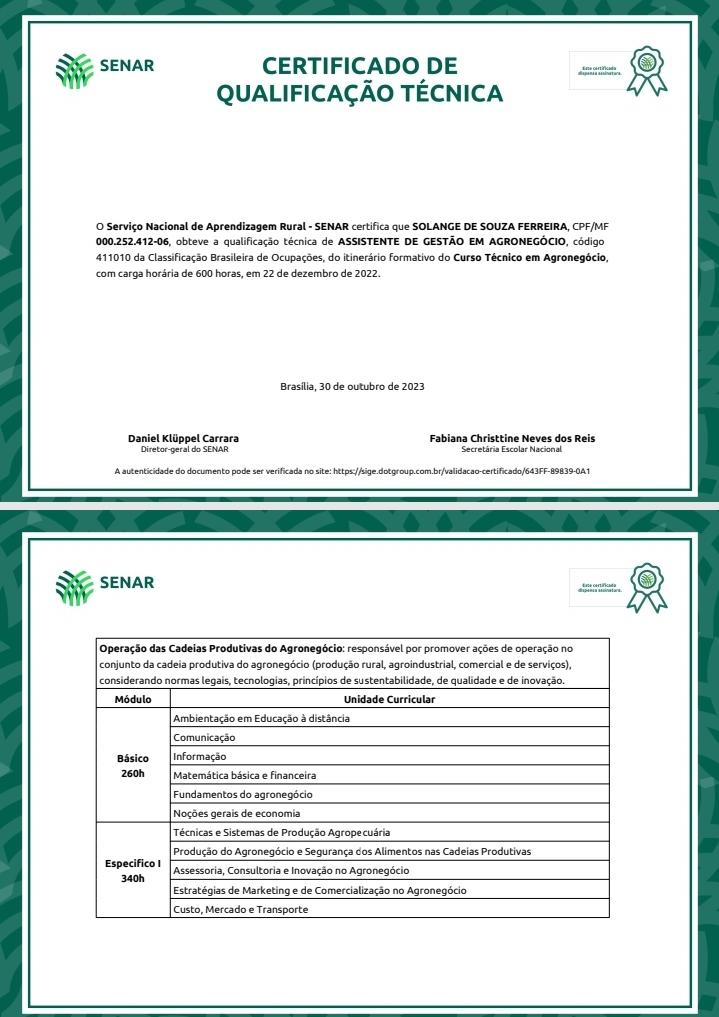 SENAR
CERTIFICADO DE
QUALIFICAÇÃO TÉCNICA
Este certificado
dispensa assinatura.
O Serviço Nacional de Aprendizagem Rural - SENAR certifica que SOLANGE DE SOUZA FERREIRA, CPF/MF
000.252.412-06, obteve a qualificação técnica de ASSISTENTE DE GESTÃO EM AGRONEGÓCIO, código
411010 da Classificação Brasileira de Ocupações, do itinerário formativo do Curso Técnico em Agronegócio,
com carga horária de 600 horas, em 22 de dezembro de 2022.
Brasília, 30 de outubro de 2023
Daniel Klüppel Carrara
Diretor-geral do SENAR
Fabiana Christtine Neves dos Reis
Secretária Escolar Nacional
A autenticidade do documento pode ser verificada no site: https://sige.dotgroup.com.br/validacao-certificado/643FF-89839-0A1
SENAR
Este certificado
dispensa assinatura.
Operação das Cadeias Produtivas do Agronegócio: responsável por promover ações de operação no
conjunto da cadeia produtiva do agronegócio (produção rural, agroindustrial, comercial e de serviços),
considerando normas legais, tecnologias, princípios de sustentabilidade, de qualidade e de inovação.
Módulo
Unidade Curricular
Básico
260h
Ambientação em Educação à distância
Comunicação
Informação
Matemática básica e financeira
Fundamentos do agronegócio
Noções gerais de economia
Especifico I
340h
Técnicas e Sistemas de Produção Agropecuária
Produção do Agronegócio e Segurança dos Alimentos nas Cadeias Produtivas
Assessoria, Consultoria e Inovação no Agronegócio
Estratégias de Marketing e de Comercialização no Agronegócio
Custo, Mercado e Transporte